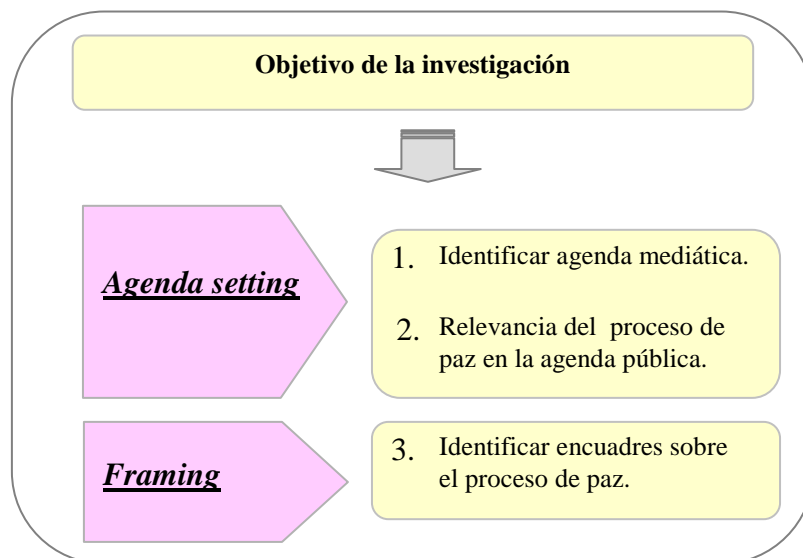 Objetivo de la investigación
Agenda setting
1. Identificar agenda mediática.
2. Relevancia del proceso de
paz en la agenda pública.
Framing
3. Identificar encuadres sobre
el proceso de paz.